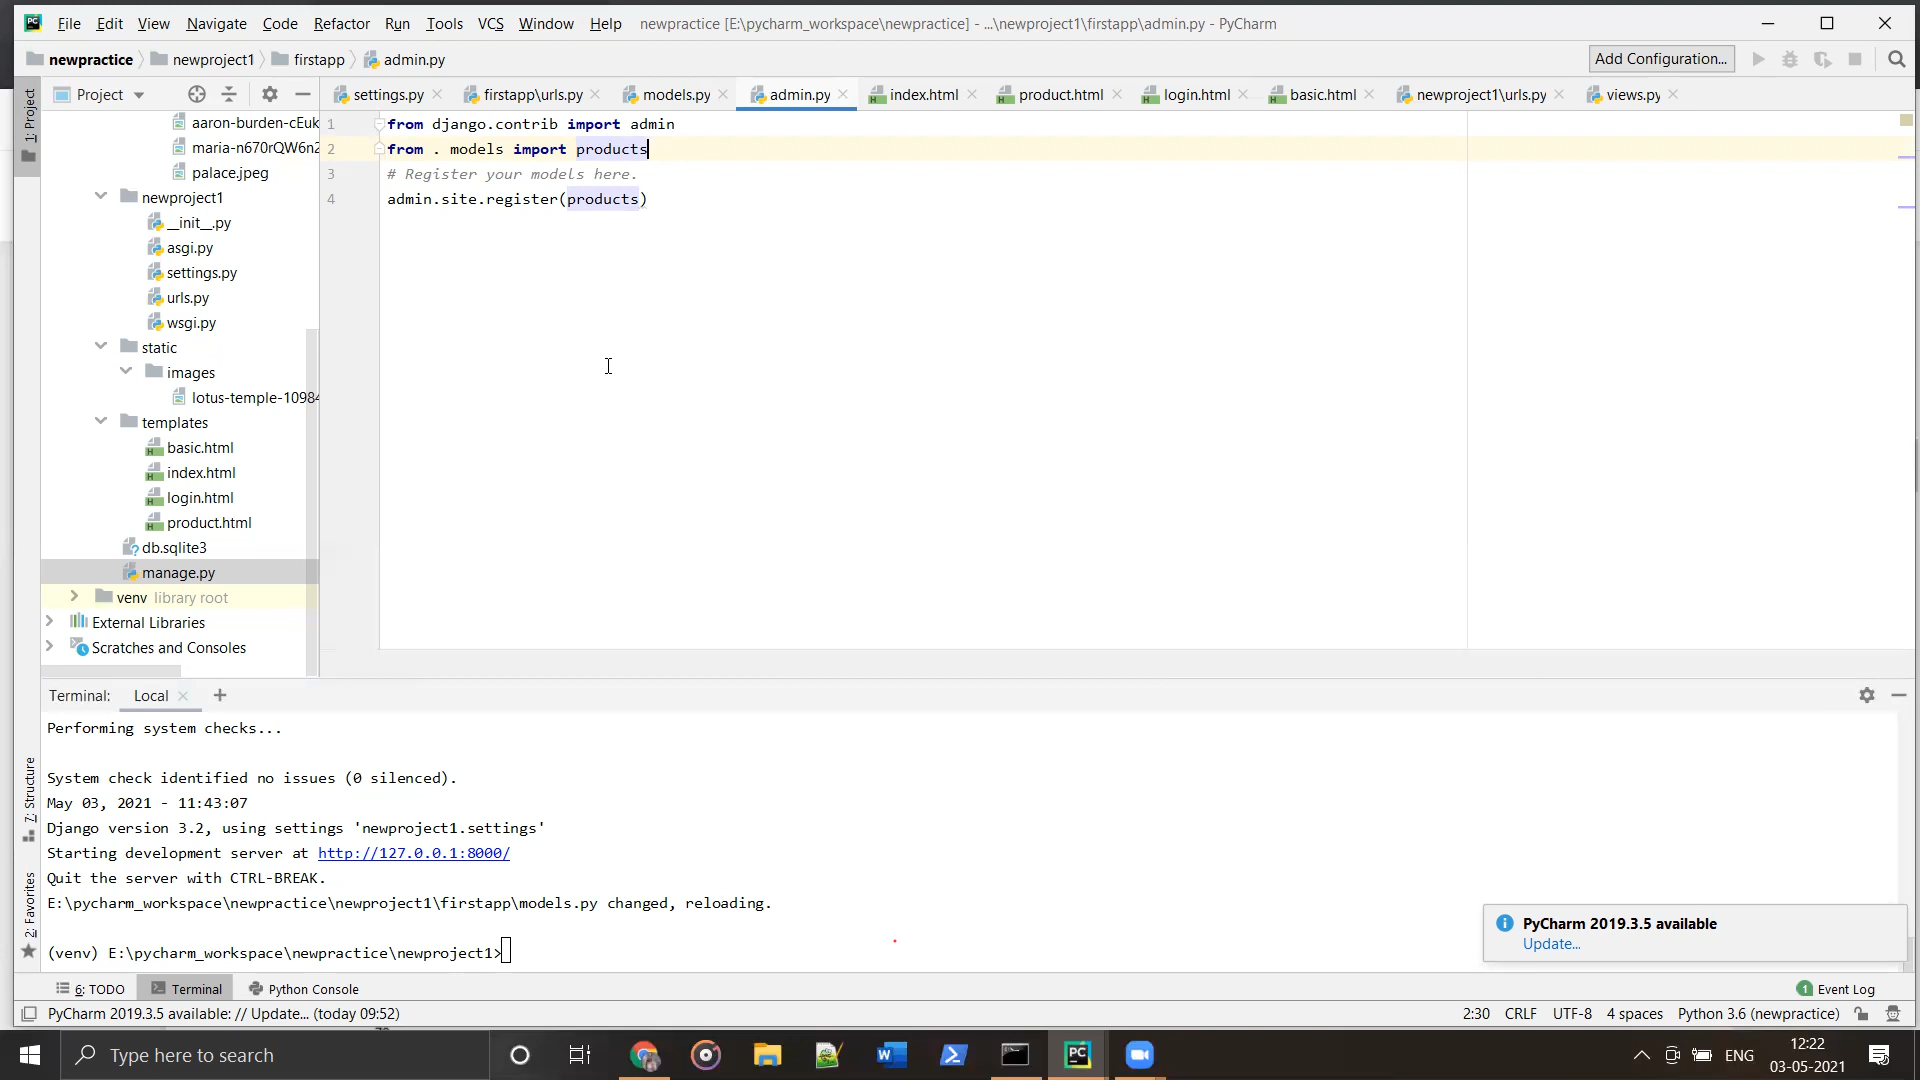 File Edit View Navigate Code Refactor Run Tools VCS Window Help newpractice [E:\pycharm_workspace\newpractice] - ...\newproject1\firstapp\admin.py - PyCharm
newpractice newproject1 firstapp admin.py Add Configuration...
1: Project
Project
settings.py firstapp\urls.py models.py admin.py index.html product.html login.html basic.html newproject1\urls.py views.py
aaron-burden-cEuk
maria-n670rQW6n2
palace.jpeg
newproject1
__init__.py
asgi.py
settings.py
urls.py
wsgi.py
static
images
lotus-temple-10984
templates
basic.html
index.html
login.html
product.html
db.sqlite3
manage.py
venv library root
External Libraries
Scratches and Consoles
1 from django.contrib import admin
2 from . models import products
3 # Register your models here.
4 admin.site.register(products)
Terminal: Local
Performing system checks...
System check identified no issues (0 silenced).
May 03, 2021 - 11:43:07
Django version 3.2, using settings 'newproject1.settings'
Starting development server at http://127.0.0.1:8000/
Quit the server with CTRL-BREAK.
E:\pycharm_workspace\newpractice\newproject1\firstapp\models.py changed, reloading.
(venv) E:\pycharm_workspace\newpractice\newproject1>
7: Structure
2: Favorites
PyCharm 2019.3.5 available
Update...
6: TODO Terminal Python Console 1 Event Log
PyCharm 2019.3.5 available: // Update... (today 09:52) 2:30 CRLF UTF-8 4 spaces Python 3.6 (newpractice)
Type here to search ENG
12:22
03-05-2021